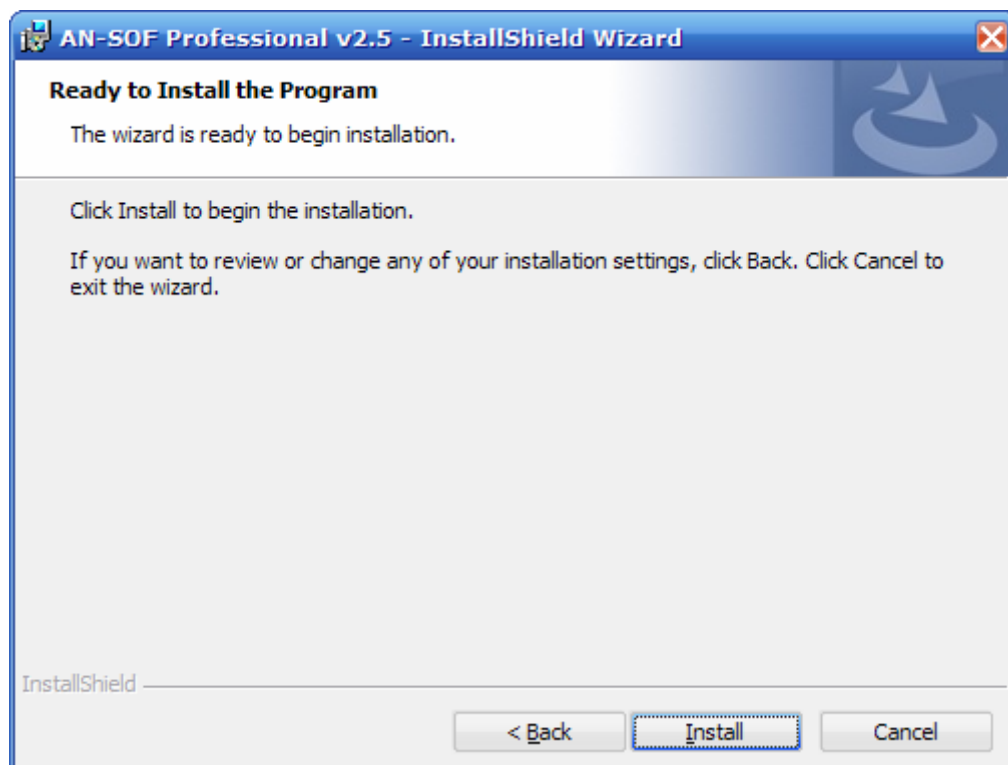 AN-SOF Professional v2.5 - InstallShield Wizard
Ready to Install the Program
The wizard is ready to begin installation.
Click Install to begin the installation.
If you want to review or change any of your installation settings, click Back. Click Cancel to
exit the wizard.
InstallShield
< Back Install Cancel